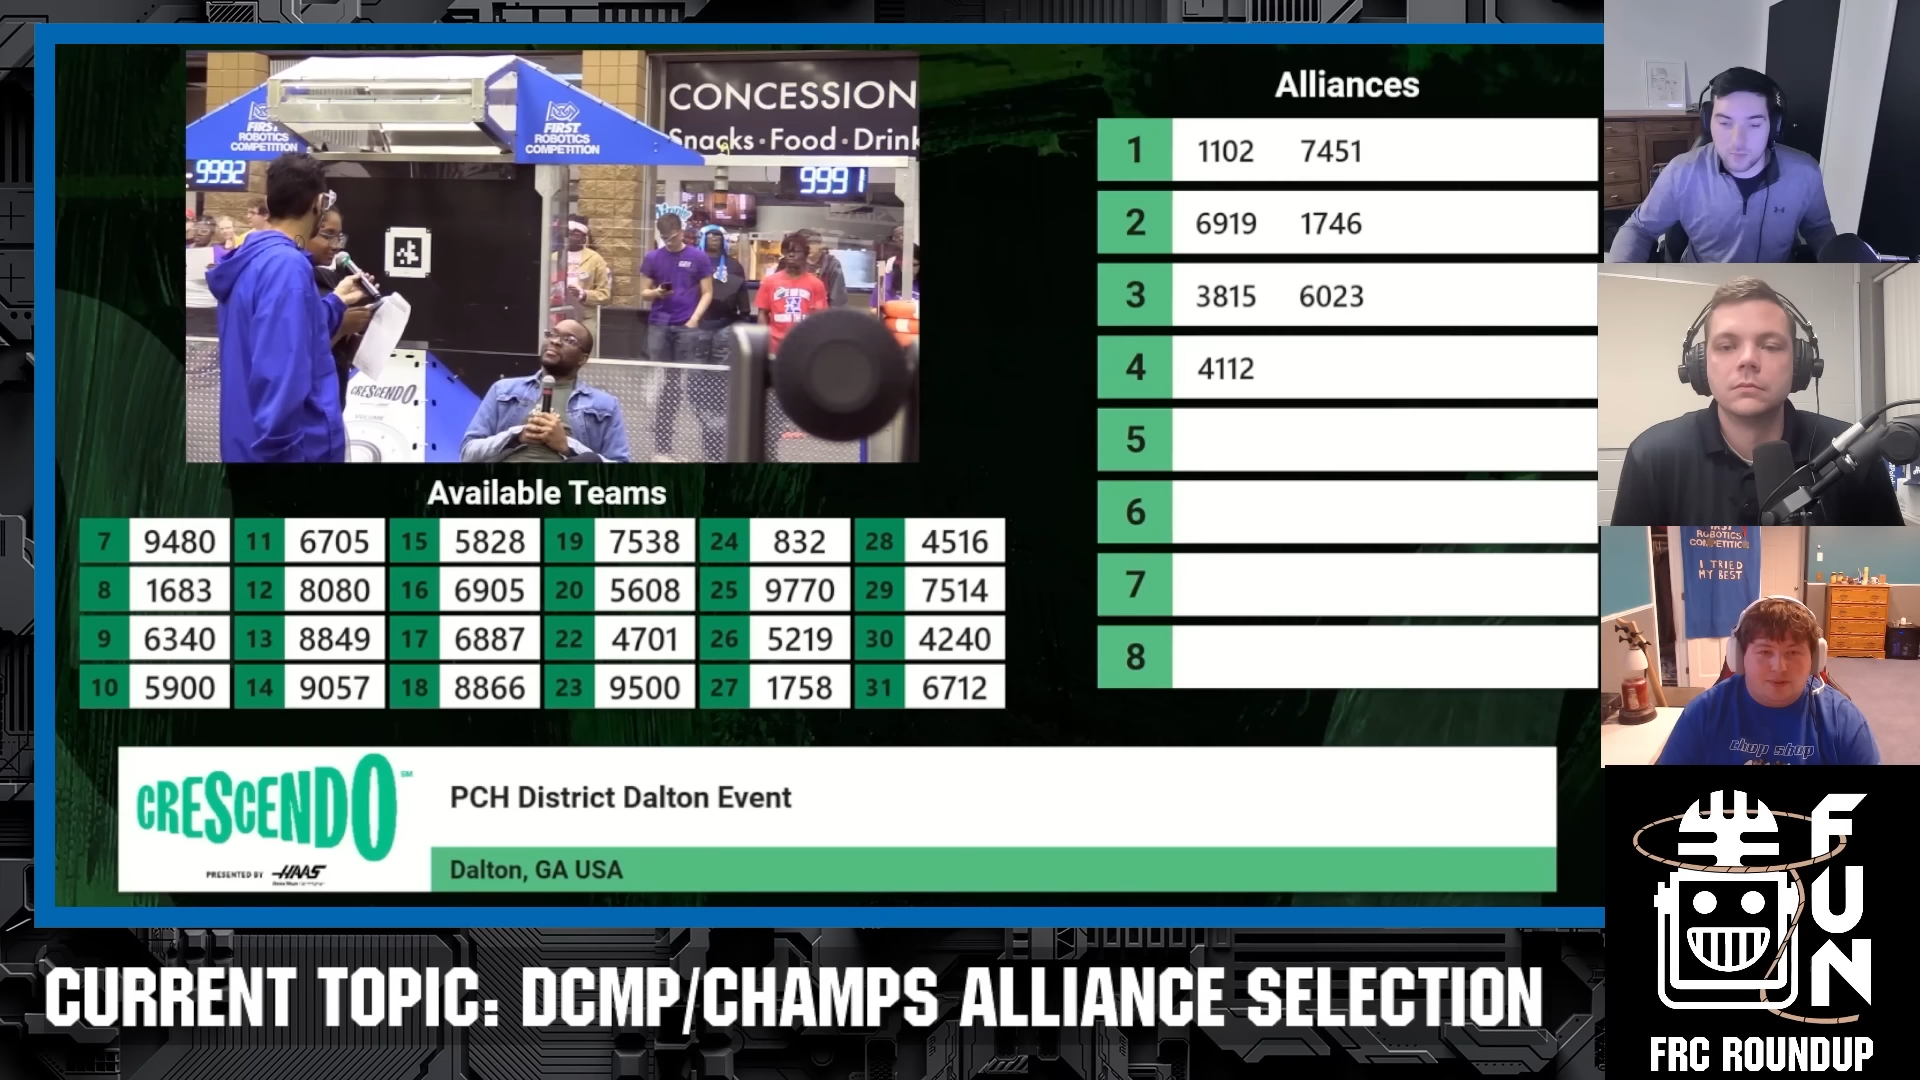 CONCESSION
Snacks · Food · Drink
FIRST
ROBOTICS
COMPETITION
FIRST
ROBOTICS
COMPETITION
9992
9991
CRESCENDO
Alliances
1 1102 7451
2 6919 1746
3 3815 6023
4 4112
5
6
7
8
Available Teams
7 9480 11 6705 15 5828 19 7538 24 832 28 4516
8 1683 12 8080 16 6905 20 5608 25 9770 29 7514
9 6340 13 8849 17 6887 22 4701 26 5219 30 4240
10 5900 14 9057 18 8866 23 9500 27 1758 31 6712
CRESCENDO SM
PRESENTED BY HAAS
PCH District Dalton Event
Dalton, GA USA
ROBOTICS
COMPETITION
I TRIED
MY BEST
chop shop
FUN
FRC ROUNDUP
CURRENT TOPIC: DCMP/CHAMPS ALLIANCE SELECTION